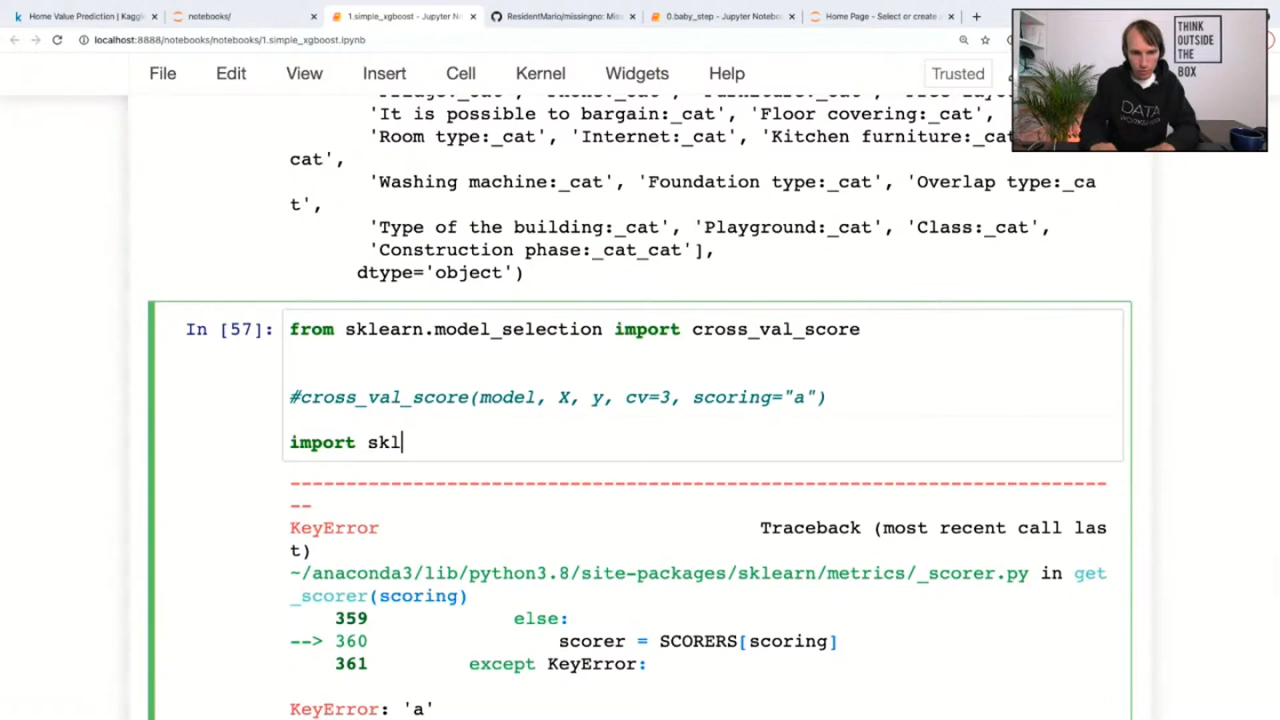 Home Value Prediction | Kaggle
notebooks/
1.simple_xgboost - Jupyter Not
ResidentMario/missingno: Miss
0.baby_step - Jupyter Notebo
Home Page - Select or create
localhost:8888/notebooks/notebooks/1.simple_xgboost.ipynb
THINK
OUTSIDE
THE
BOX
DATA
File Edit View Insert Cell Kernel Widgets Help Trusted
'It is possible to bargain:_cat', 'Floor covering:_cat',
'Room type:_cat', 'Internet:_cat', 'Kitchen furniture:_
cat',
'Washing machine:_cat', 'Foundation type:_cat', 'Overlap type:_ca
t',
'Type of the building:_cat', 'Playground:_cat', 'Class:_cat',
'Construction phase:_cat_cat'],
dtype='object')
In [57]: from sklearn.model_selection import cross_val_score
#cross_val_score(model, X, y, cv=3, scoring="a")
import skl
---------------------------------------------------------------------------
--
KeyError Traceback (most recent call las
t)
~/anaconda3/lib/python3.8/site-packages/sklearn/metrics/_scorer.py in get
_scorer(scoring)
359 else:
--> 360 scorer = SCORERS[scoring]
361 except KeyError:
KeyError: 'a'